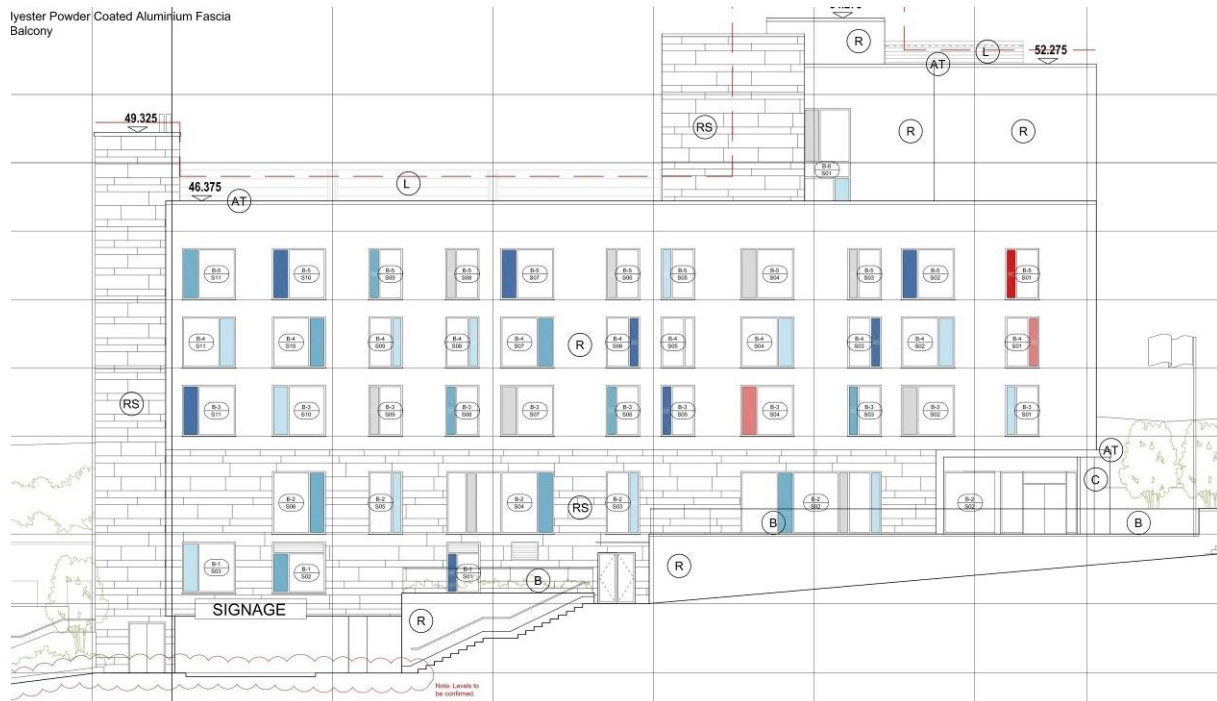 lyester Powder Coated Aluminium Fascia
Balcony
R
L
52.275
AT
49.325
RS
R
R
B-6
S01
46.375
L
AT
B-5
S11
B-5
S10
B-5
S09
B-5
S08
B-5
S07
B-5
S06
B-5
S05
B-5
S04
B-5
S03
B-5
S02
B-5
S01
B-4
S11
B-4
S10
B-4
S09
B-4
S08
B-4
S07
R
B-4
S06
B-4
S05
B-4
S04
B-4
S03
B-4
S02
B-4
S01
RS
B-3
S11
B-3
S10
B-3
S09
B-3
S08
B-3
S07
B-3
S06
B-3
S05
B-3
S04
B-3
S03
B-3
S02
B-3
S01
AT
C
B-2
S06
B-2
S05
B-2
S04
RS
B-2
S03
B-2
S02
B-2
S02
B
B
B-1
S03
B-1
S02
B-1
S01
B
R
SIGNAGE
R
Note: Levels to
be confirmed.